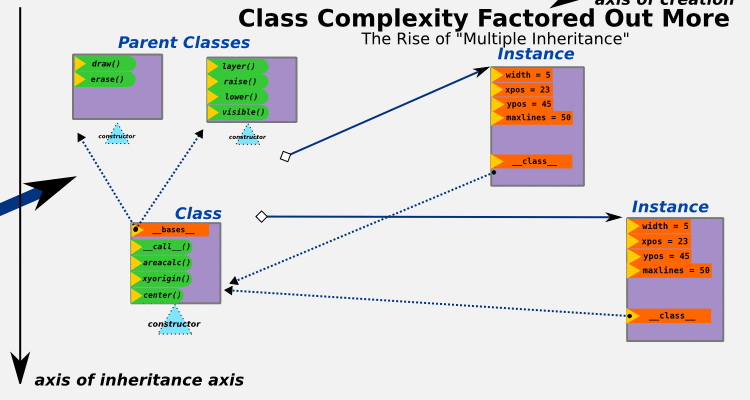 axis of creation
Class Complexity Factored Out More
The Rise of "Multiple Inheritance"
Parent Classes
draw()
erase()
constructor
layer()
raise()
lower()
visible()
constructor
Instance
width = 5
xpos = 23
ypos = 45
maxlines = 50
__class__
Class
__bases__
__call__()
areacalc()
xyorigin()
center()
constructor
Instance
width = 5
xpos = 23
ypos = 45
maxlines = 50
__class__
axis of inheritance axis